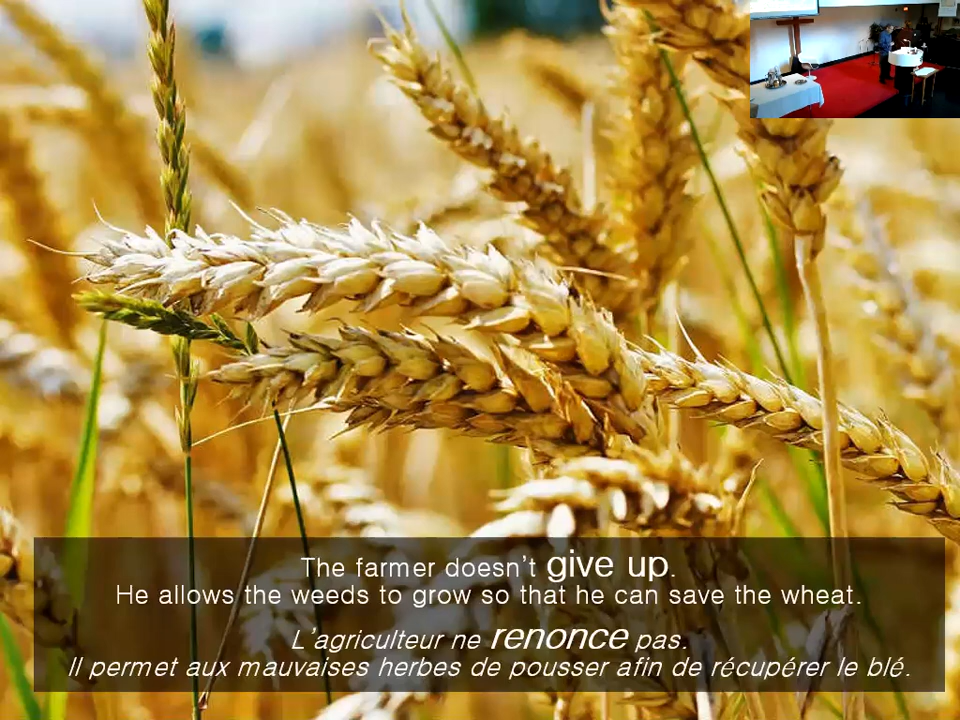 The farmer doesn't give up.
He allows the weeds to grow so that he can save the wheat.
L'agriculteur ne renonce pas.
Il permet aux mauvaises herbes de pousser afin de récupérer le blé.